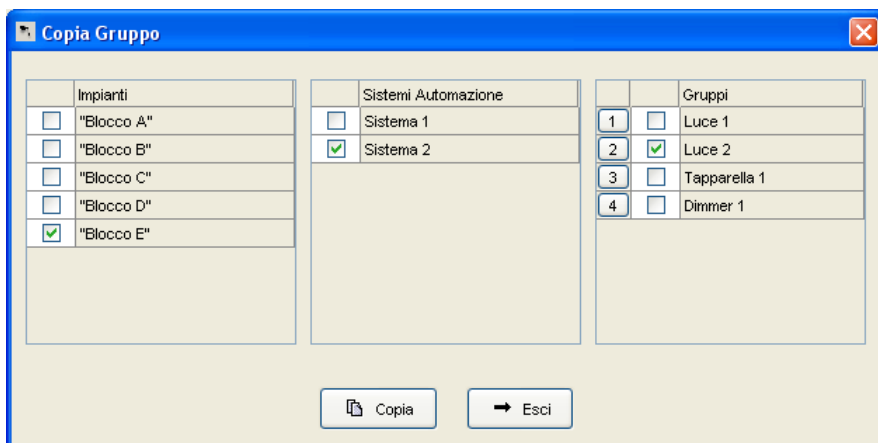 Copia Gruppo
Impianti
"Blocco A"
"Blocco B"
"Blocco C"
"Blocco D"
"Blocco E"
Sistemi Automazione
Sistema 1
Sistema 2
Gruppi
1 Luce 1
2 Luce 2
3 Tapparella 1
4 Dimmer 1
Copia
Esci